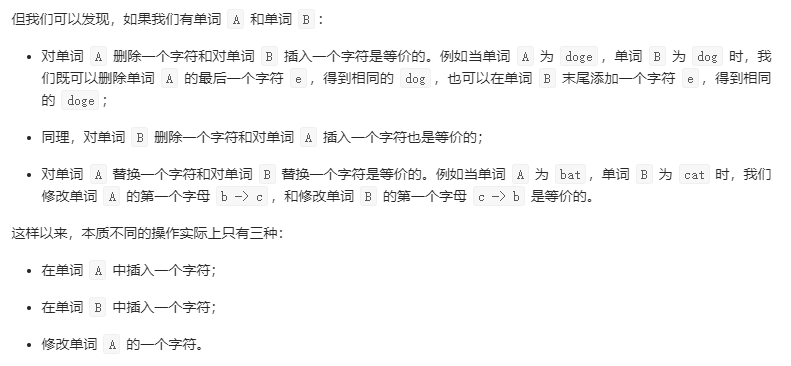 但我们可以发现，如果我们有单词 A 和单词 B：
• 对单词 A 删除一个字符和对单词 B 插入一个字符是等价的。例如当单词 A 为 doge，单词 B 为 dog 时，我
们既可以删除单词 A 的最后一个字符 e，得到相同的 dog，也可以在单词 B 末尾添加一个字符 e，得到相同
的 doge；
• 同理，对单词 B 删除一个字符和对单词 A 插入一个字符也是等价的；
• 对单词 A 替换一个字符和对单词 B 替换一个字符是等价的。例如当单词 A 为 bat，单词 B 为 cat 时，我们
修改单词 A 的第一个字母 b -> c，和修改单词 B 的第一个字母 c -> b 是等价的。
这样以来，本质不同的操作实际上只有三种：
• 在单词 A 中插入一个字符；
• 在单词 B 中插入一个字符；
• 修改单词 A 的一个字符。